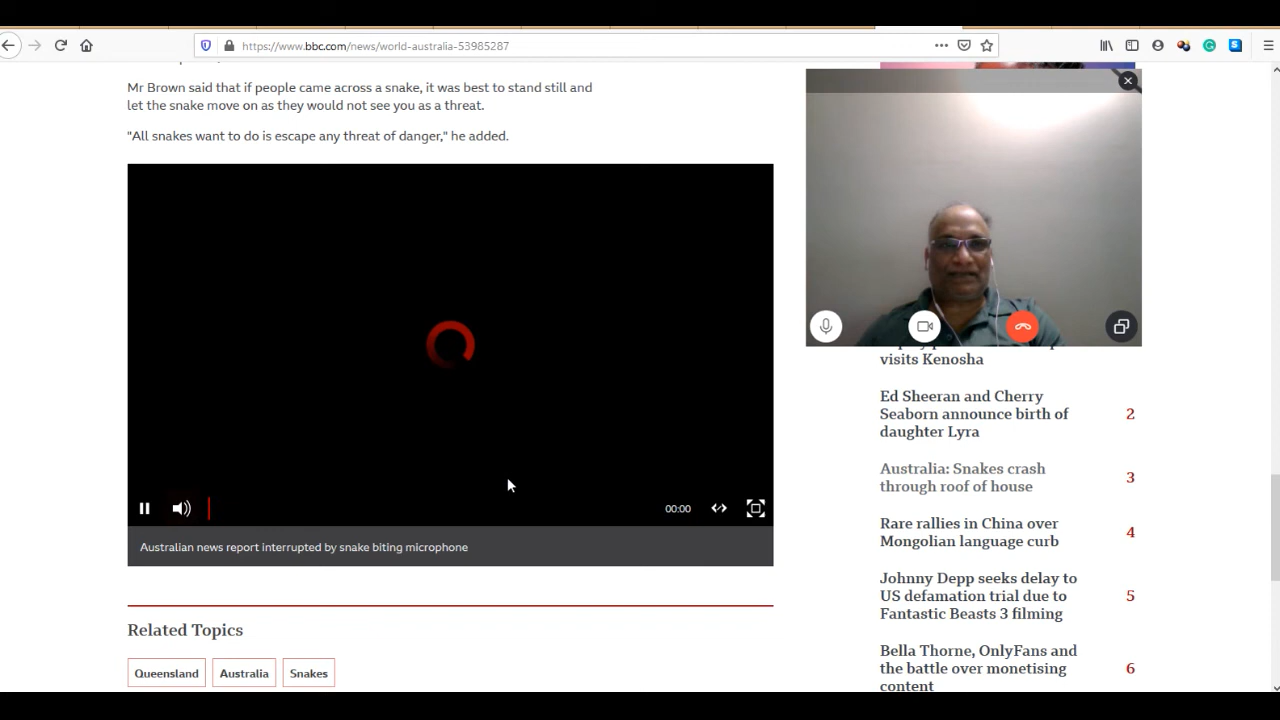 https://www.bbc.com/news/world-australia-53985287
Mr Brown said that if people came across a snake, it was best to stand still and
let the snake move on as they would not see you as a threat.
"All snakes want to do is escape any threat of danger," he added.
00:00
Australian news report interrupted by snake biting microphone
Related Topics
Queensland
Australia
Snakes
visits Kenosha
Ed Sheeran and Cherry
Seaborn announce birth of
daughter Lyra
2
Australia: Snakes crash
through roof of house
3
Rare rallies in China over
Mongolian language curb
4
Johnny Depp seeks delay to
US defamation trial due to
Fantastic Beasts 3 filming
5
Bella Thorne, OnlyFans and
the battle over monetising
content
6